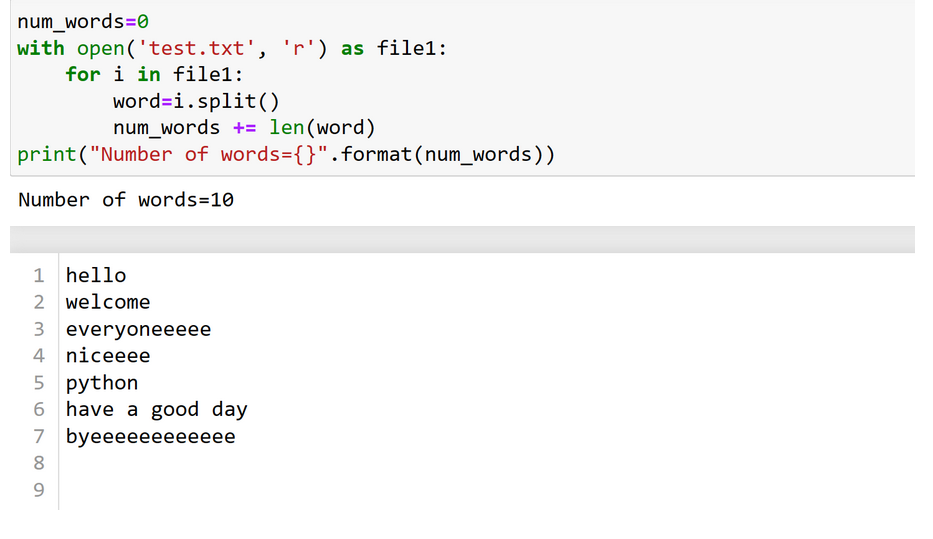 num_words=0
with open('test.txt', 'r') as file1:
    for i in file1:
        word=i.split()
        num_words += len(word)
print("Number of words={}".format(num_words))
Number of words=10
1 hello
2 welcome
3 everyoneeeee
4 niceeee
5 python
6 have a good day
7 byeeeeeeeeeeee
8
9